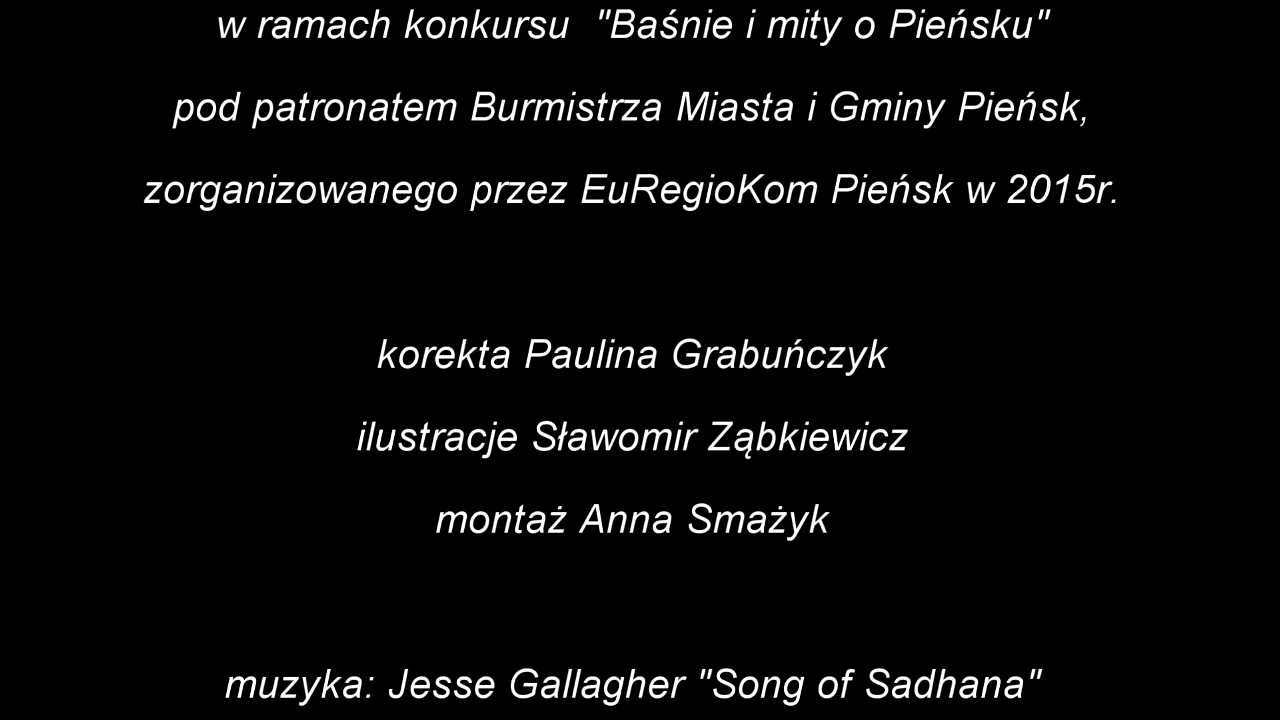 w ramach konkursu  "Baśnie i mity o Pieńsku"
pod patronatem Burmistrza Miasta i Gminy Pieńsk,
zorganizowanego przez EuRegioKom Pieńsk w 2015r.
korekta Paulina Grabuńczyk
ilustracje Sławomir Ząbkiewicz
montaż Anna Smażyk
muzyka: Jesse Gallagher "Song of Sadhana"